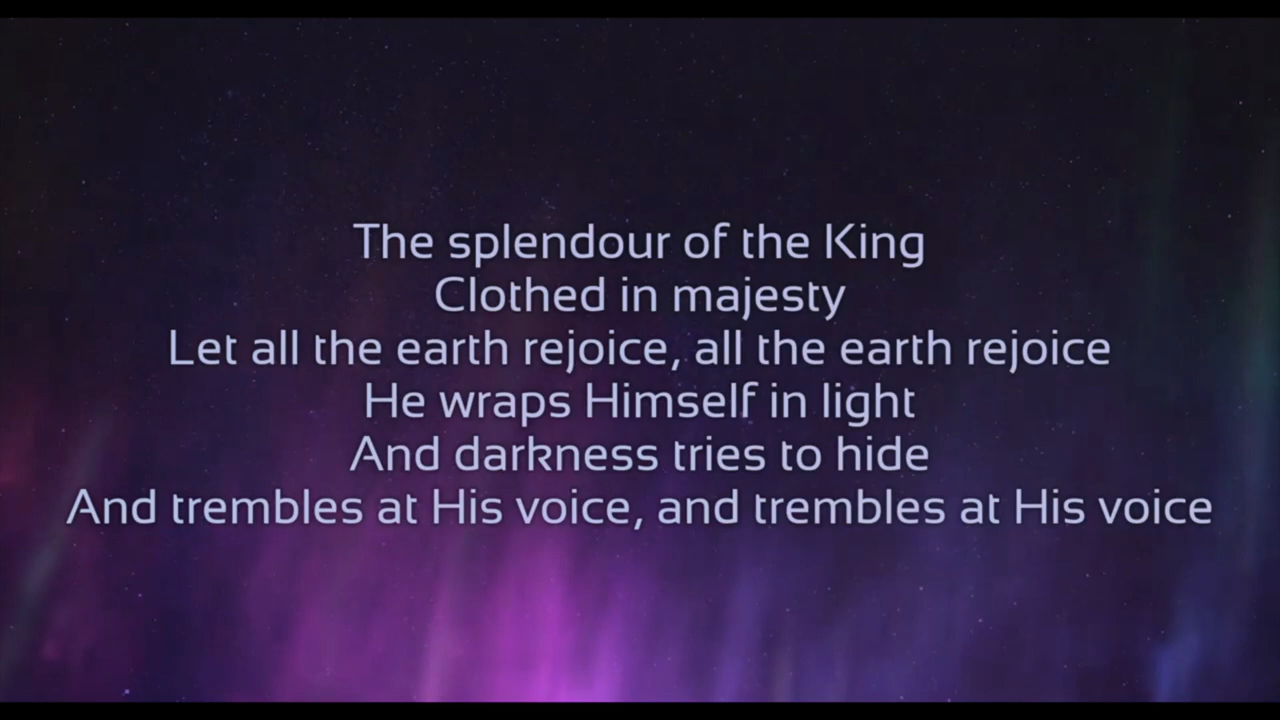 The splendour of the King
Clothed in majesty
Let all the earth rejoice, all the earth rejoice
He wraps Himself in light
And darkness tries to hide
And trembles at His voice, and trembles at His voice